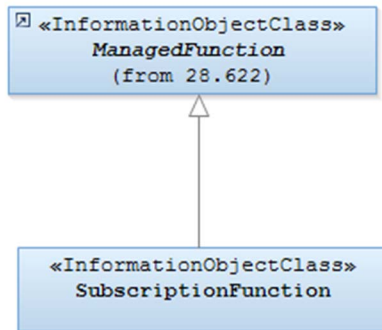 «InformationObjectClass»
ManagedFunction
(from 28.622)
«InformationObjectClass»
SubscriptionFunction